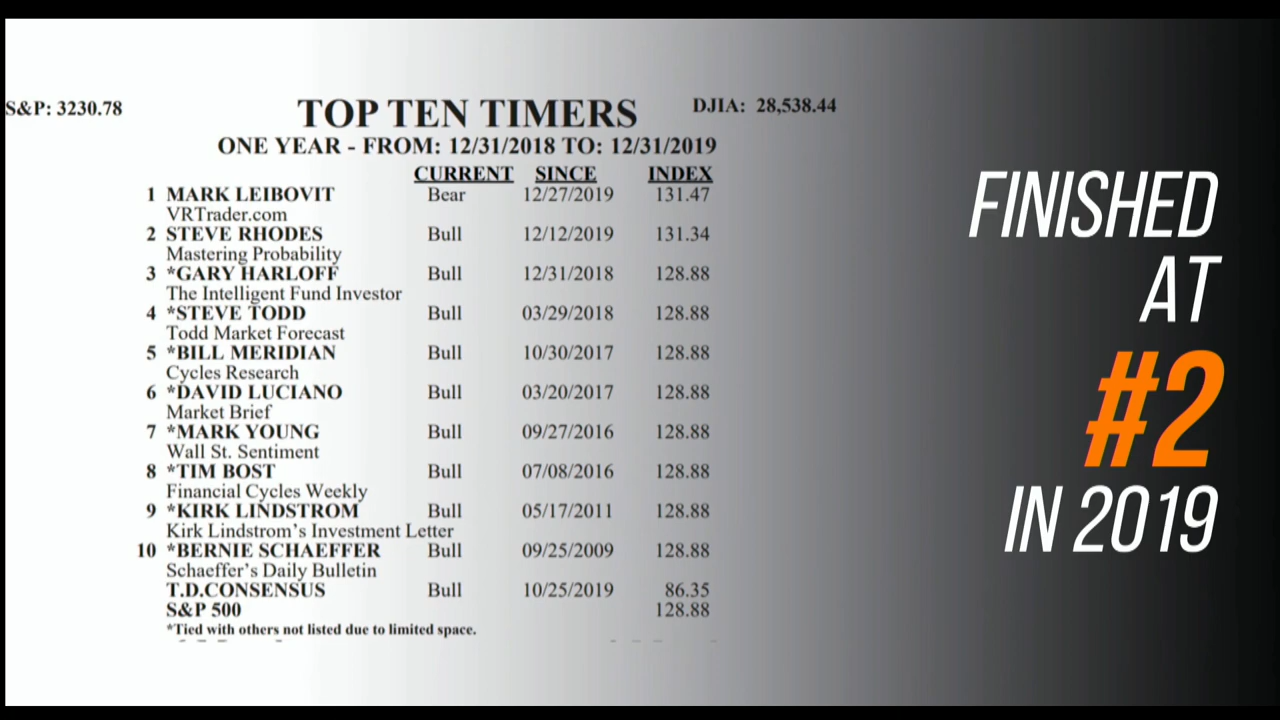 S&P: 3230.78
TOP TEN TIMERS
DJIA: 28,538.44
ONE YEAR - FROM: 12/31/2018 TO: 12/31/2019
CURRENT SINCE INDEX
1 MARK LEIBOVIT Bear 12/27/2019 131.47
VRTrader.com
2 STEVE RHODES Bull 12/12/2019 131.34
Mastering Probability
3 *GARY HARLOFF Bull 12/31/2018 128.88
The Intelligent Fund Investor
4 *STEVE TODD Bull 03/29/2018 128.88
Todd Market Forecast
5 *BILL MERIDIAN Bull 10/30/2017 128.88
Cycles Research
6 *DAVID LUCIANO Bull 03/20/2017 128.88
Market Brief
7 *MARK YOUNG Bull 09/27/2016 128.88
Wall St. Sentiment
8 *TIM BOST Bull 07/08/2016 128.88
Financial Cycles Weekly
9 *KIRK LINDSTROM Bull 05/17/2011 128.88
Kirk Lindstrom's Investment Letter
10 *BERNIE SCHAEFFER Bull 09/25/2009 128.88
Schaeffer's Daily Bulletin
T.D.CONSENSUS Bull 10/25/2019 86.35
S&P 500 128.88
*Tied with others not listed due to limited space.
FINISHED
AT
#2
IN 2019